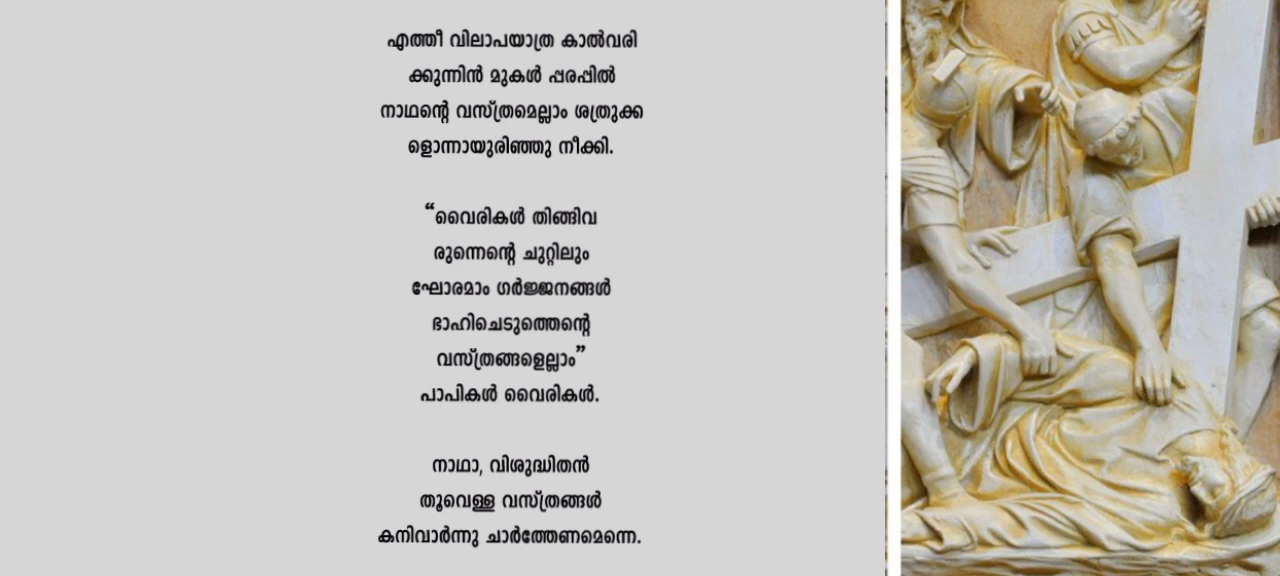 എത്തീ വിലാപയാത്ര കാൽവരി
ക്കുന്നിൻ മുകൾ പ്പരപ്പിൽ
നാഥന്റെ വസ്ത്രമെല്ലാം ശത്രുക്ക
ളൊന്നായുരിഞ്ഞു നീക്കി.
“വൈരികൾ തിങ്ങിവ
രുന്നെന്റെ ചുറ്റിലും
ഘോരമാം ഗർജ്ജനങ്ങൾ
ഭാഹിചെടുത്തെന്റെ
വസ്ത്രങ്ങളെല്ലാം”
പാപികൾ വൈരികൾ.
നാഥാ, വിശുദ്ധിതൻ
തൂവെള്ള വസ്ത്രങ്ങൾ
കനിവാർന്നു ചാർത്തേണമെന്നെ.